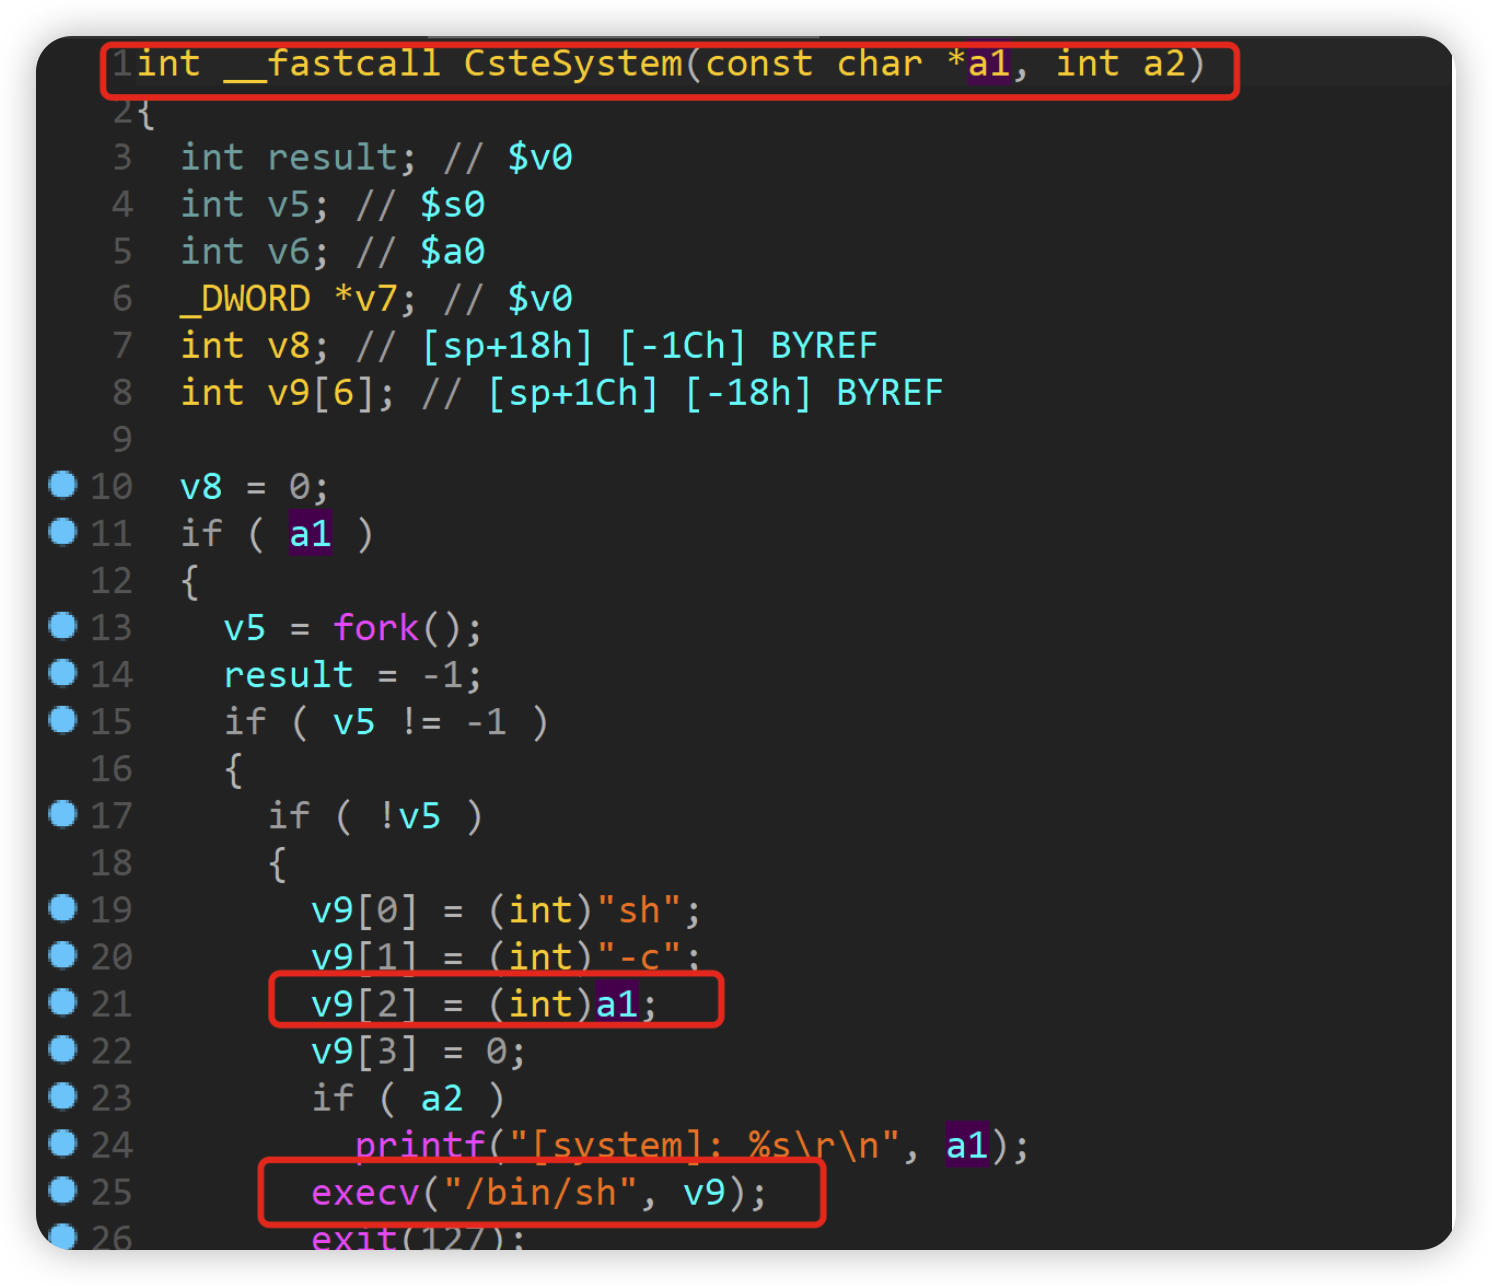 1 int __fastcall CsteSystem(const char *a1, int a2)
2 {
3 int result; // $v0
4 int v5; // $s0
5 int v6; // $a0
6 _DWORD *v7; // $v0
7 int v8; // [sp+18h] [-1Ch] BYREF
8 int v9[6]; // [sp+1Ch] [-18h] BYREF
9
10 v8 = 0;
11 if ( a1 )
12 {
13 v5 = fork();
14 result = -1;
15 if ( v5 != -1 )
16 {
17 if ( !v5 )
18 {
19 v9[0] = (int)"sh";
20 v9[1] = (int)"-c";
21 v9[2] = (int)a1;
22 v9[3] = 0;
23 if ( a2 )
24 printf("[system]: %s\r\n", a1);
25 execv("/bin/sh", v9);
26 exit(127);